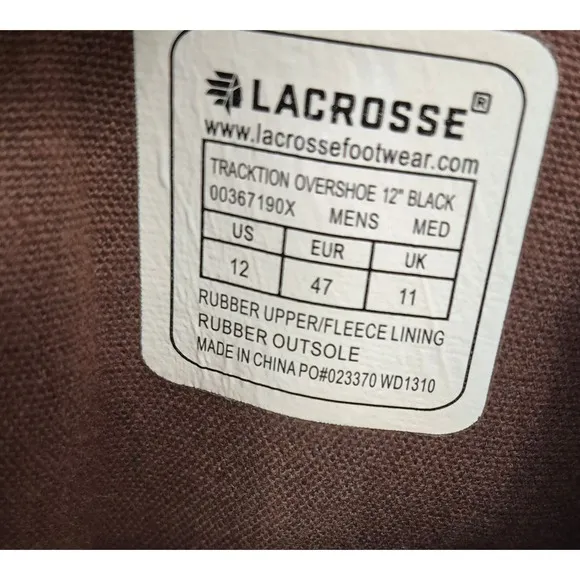 LACROSSE ®
www.lacrossefootwear.com
TRACKTION OVERSHOE 12" BLACK
00367190X MENS MED
US EUR UK
12 47 11
RUBBER UPPER/FLEECE LINING
RUBBER OUTSOLE
MADE IN CHINA PO#023370 WD1310